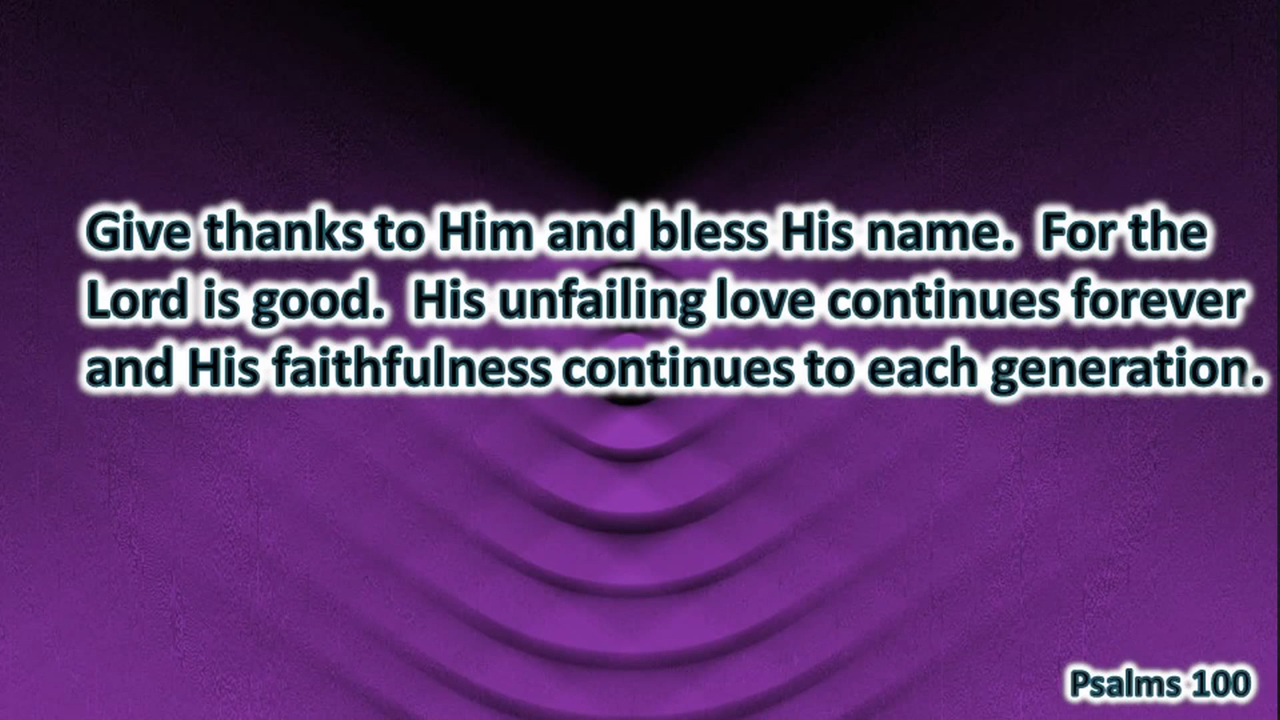 Give thanks to Him and bless His name.  For the
Lord is good.  His unfailing love continues forever
and His faithfulness continues to each generation.
Psalms 100